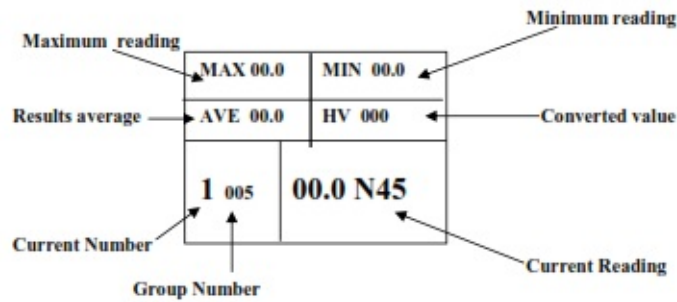 Minimum reading
Maximum reading
MAX 00.0 MIN 00.0
Results average AVE 00.0 HV 000 Converted value
1 005 00.0 N45
Current Number
Current Reading
Group Number